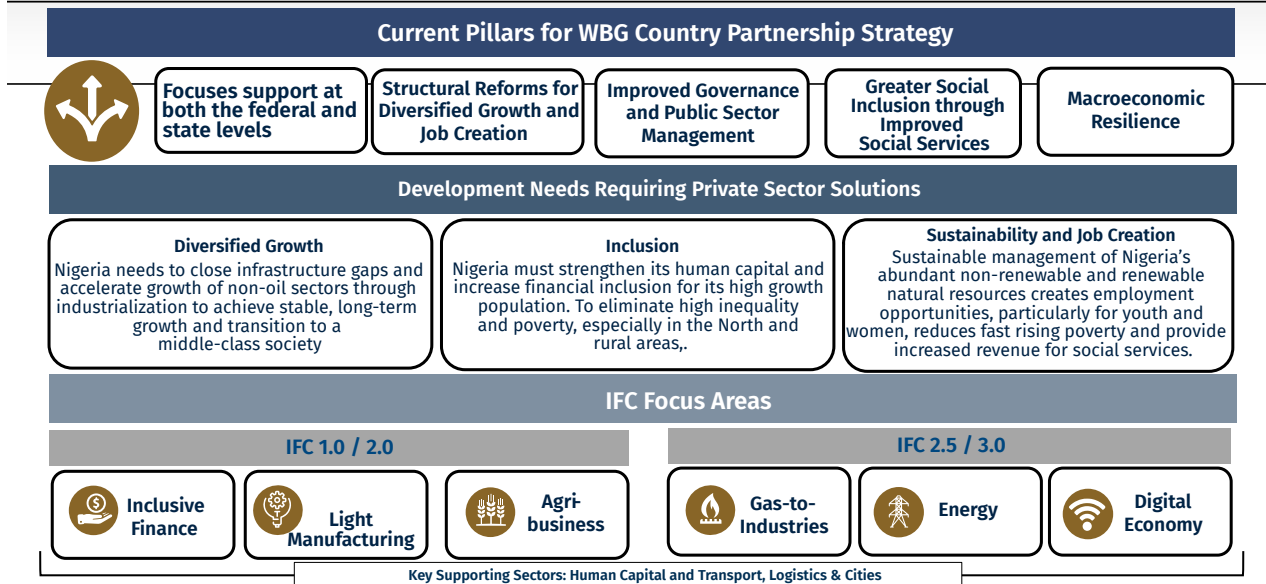 Current Pillars for WBG Country Partnership Strategy
Focuses support at
both the federal and
state levels
Structural Reforms for
Diversified Growth and
Job Creation
Improved Governance
and Public Sector
Management
Greater Social
Inclusion through
Improved
Social Services
Macroeconomic
Resilience
Development Needs Requiring Private Sector Solutions
Diversified Growth
Nigeria needs to close infrastructure gaps and
accelerate growth of non-oil sectors through
industrialization to achieve stable, long-term
growth and transition to a
middle-class society
Inclusion
Nigeria must strengthen its human capital and
increase financial inclusion for its high growth
population. To eliminate high inequality
and poverty, especially in the North and
rural areas,.
Sustainability and Job Creation
Sustainable management of Nigeria's
abundant non-renewable and renewable
natural resources creates employment
opportunities, particularly for youth and
women, reduces fast rising poverty and provide
increased revenue for social services.
IFC Focus Areas
IFC 1.0 / 2.0
Inclusive
Finance
Light
Manufacturing
Agri-
business
IFC 2.5 / 3.0
Gas-to-
Industries
Energy
Digital
Economy
Key Supporting Sectors: Human Capital and Transport, Logistics & Cities